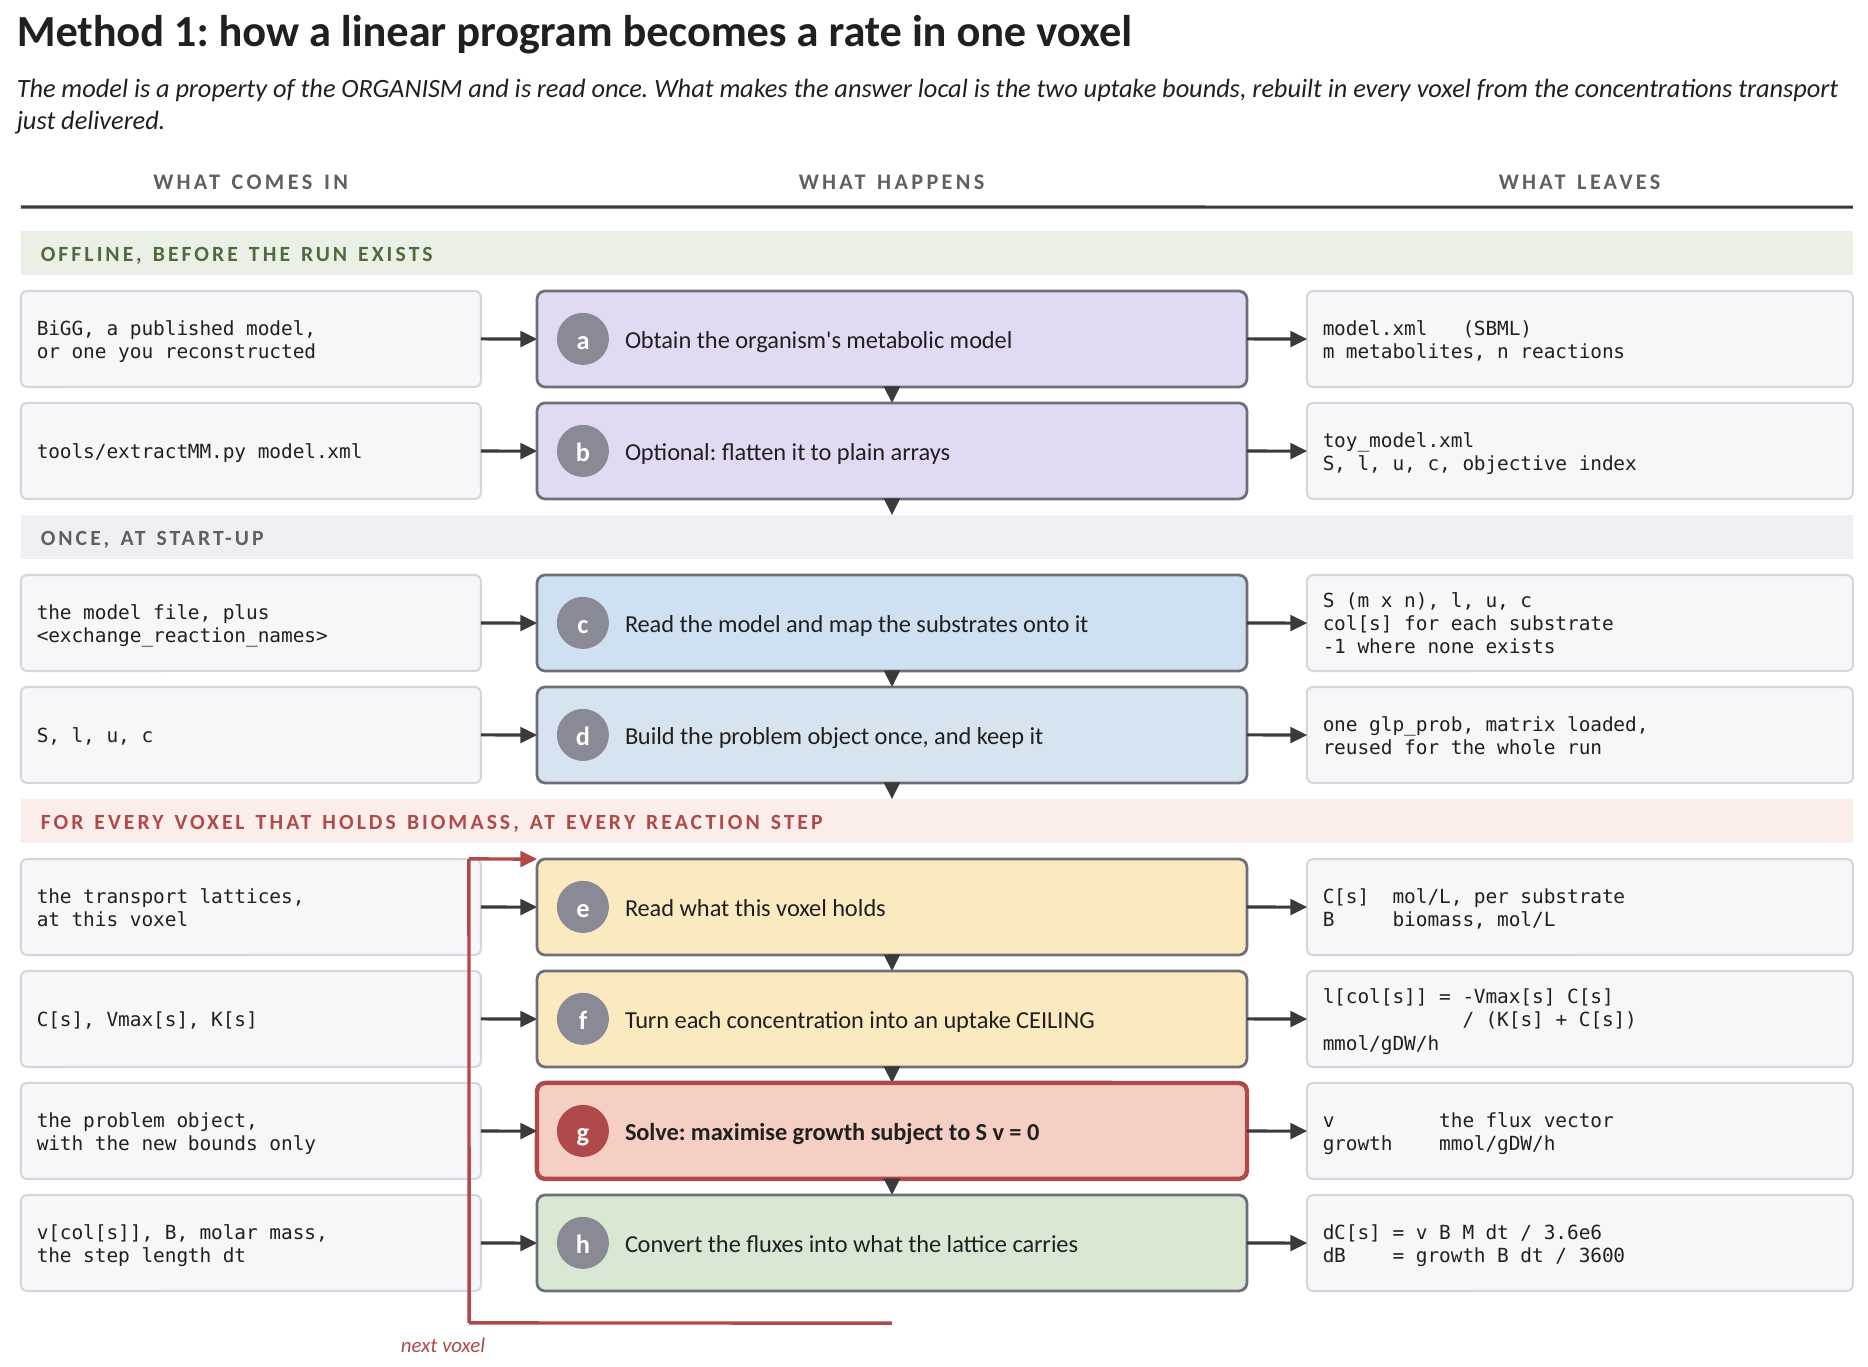 Method 1: how a linear program becomes a rate in one voxel
The model is a property of the ORGANISM and is read once. What makes the answer local is the two uptake bounds, rebuilt in every voxel from the concentrations transport
just delivered.
WHAT COMES IN
WHAT HAPPENS
WHAT LEAVES
OFFLINE, BEFORE THE RUN EXISTS
BiGG, a published model,
or one you reconstructed
a
Obtain the organism's metabolic model
model.xml   (SBML)
m metabolites, n reactions
tools/extractMM.py model.xml
b
Optional: flatten it to plain arrays
toy_model.xml
S, l, u, c, objective index
ONCE, AT START-UP
the model file, plus
<exchange_reaction_names>
c
Read the model and map the substrates onto it
S (m x n), l, u, c
col[s] for each substrate
-1 where none exists
S, l, u, c
d
Build the problem object once, and keep it
one glp_prob, matrix loaded,
reused for the whole run
FOR EVERY VOXEL THAT HOLDS BIOMASS, AT EVERY REACTION STEP
the transport lattices,
at this voxel
e
Read what this voxel holds
C[s]  mol/L, per substrate
B     biomass, mol/L
C[s], Vmax[s], K[s]
f
Turn each concentration into an uptake CEILING
l[col[s]] = -Vmax[s] C[s]
/ (K[s] + C[s])
mmol/gDW/h
the problem object,
with the new bounds only
g
Solve: maximise growth subject to S v = 0
v         the flux vector
growth    mmol/gDW/h
v[col[s]], B, molar mass,
the step length dt
h
Convert the fluxes into what the lattice carries
dC[s] = v B M dt / 3.6e6
dB    = growth B dt / 3600
next voxel